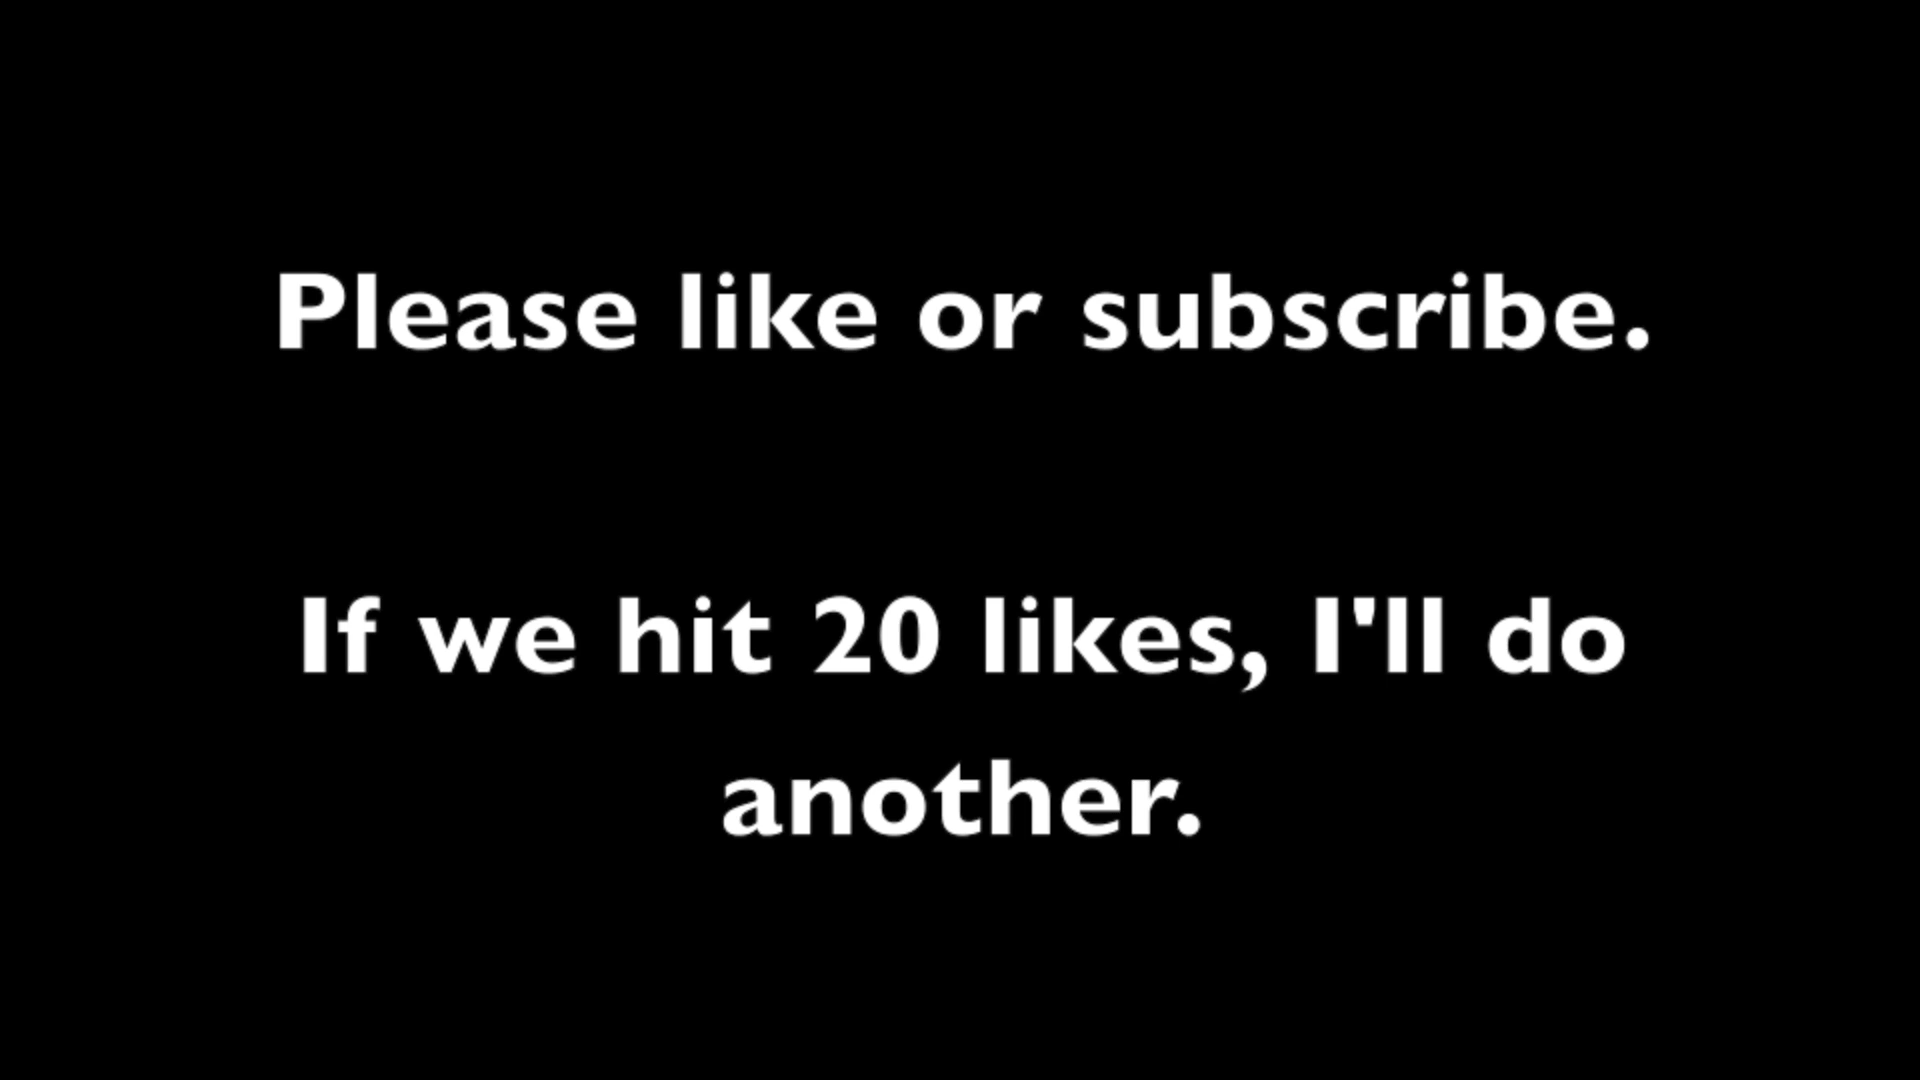 Please like or subscribe.
If we hit 20 likes, I'll do
another.